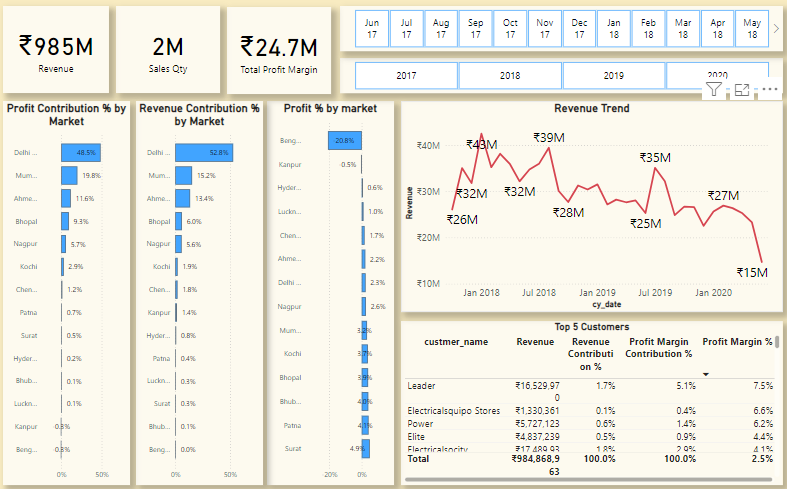 ₹985M
Revenue
2M
Sales Qty
₹24.7M
Total Profit Margin
Jun 17
Jul 17
Aug 17
Sep 17
Oct 17
Nov 17
Dec 17
Jan 18
Feb 18
Mar 18
Apr 18
May 18
2017
2018
2019
2020
Profit Contribution % by
Market
Delhi ... 48.5%
Mum... 19.8%
Ahme... 11.6%
Bhopal 9.3%
Nagpur 5.7%
Kochi 2.9%
Chen... 1.2%
Patna 0.7%
Surat 0.5%
Hyder... 0.2%
Bhub... 0.1%
Luckn... 0.1%
Kanpur -0.3%
Beng... -0.3%
0% 50%
Revenue Contribution %
by Market
Delhi ... 52.8%
Mum... 15.2%
Ahme... 13.4%
Bhopal 6.0%
Nagpur 5.6%
Kochi 1.9%
Chen... 1.8%
Kanpur 1.4%
Hyder... 0.8%
Patna 0.4%
Luckn... 0.3%
Surat 0.3%
Bhub... 0.1%
Beng... 0.0%
0% 50%
Profit % by market
Beng... 20.8%
Kanpur -0.5%
Hyder... 0.6%
Luckn... 1.0%
Chen... 1.7%
Ahme... 2.2%
Delhi ... 2.3%
Nagpur 2.6%
Mum... 3.2%
Kochi 3.7%
Bhopal 3.9%
Bhub... 4.0%
Patna 4.1%
Surat 4.9%
20% 0%
Revenue Trend
Revenue
₹40M
₹30M
₹20M
₹10M
₹26M
₹32M
₹43M
₹32M
₹39M
₹28M
₹25M
₹35M
₹27M
₹15M
Jan 2018 Jul 2018 Jan 2019 Jul 2019 Jan 2020
cy_date
Top 5 Customers
custmer_name Revenue Revenue Profit Margin Profit Margin %
Contributi Contribution %
on %
Leader ₹16,529,97 1.7% 5.1% 7.5%
0
Electricalsquipo Stores ₹1,330,361 0.1% 0.4% 6.6%
Power ₹5,727,123 0.6% 1.4% 6.2%
Elite ₹4,837,239 0.5% 0.9% 4.4%
Electricalsocity ₹17,489,93 1.8% 2.9% 4.1%
Total ₹984,868,9 100.0% 100.0% 2.5%
63